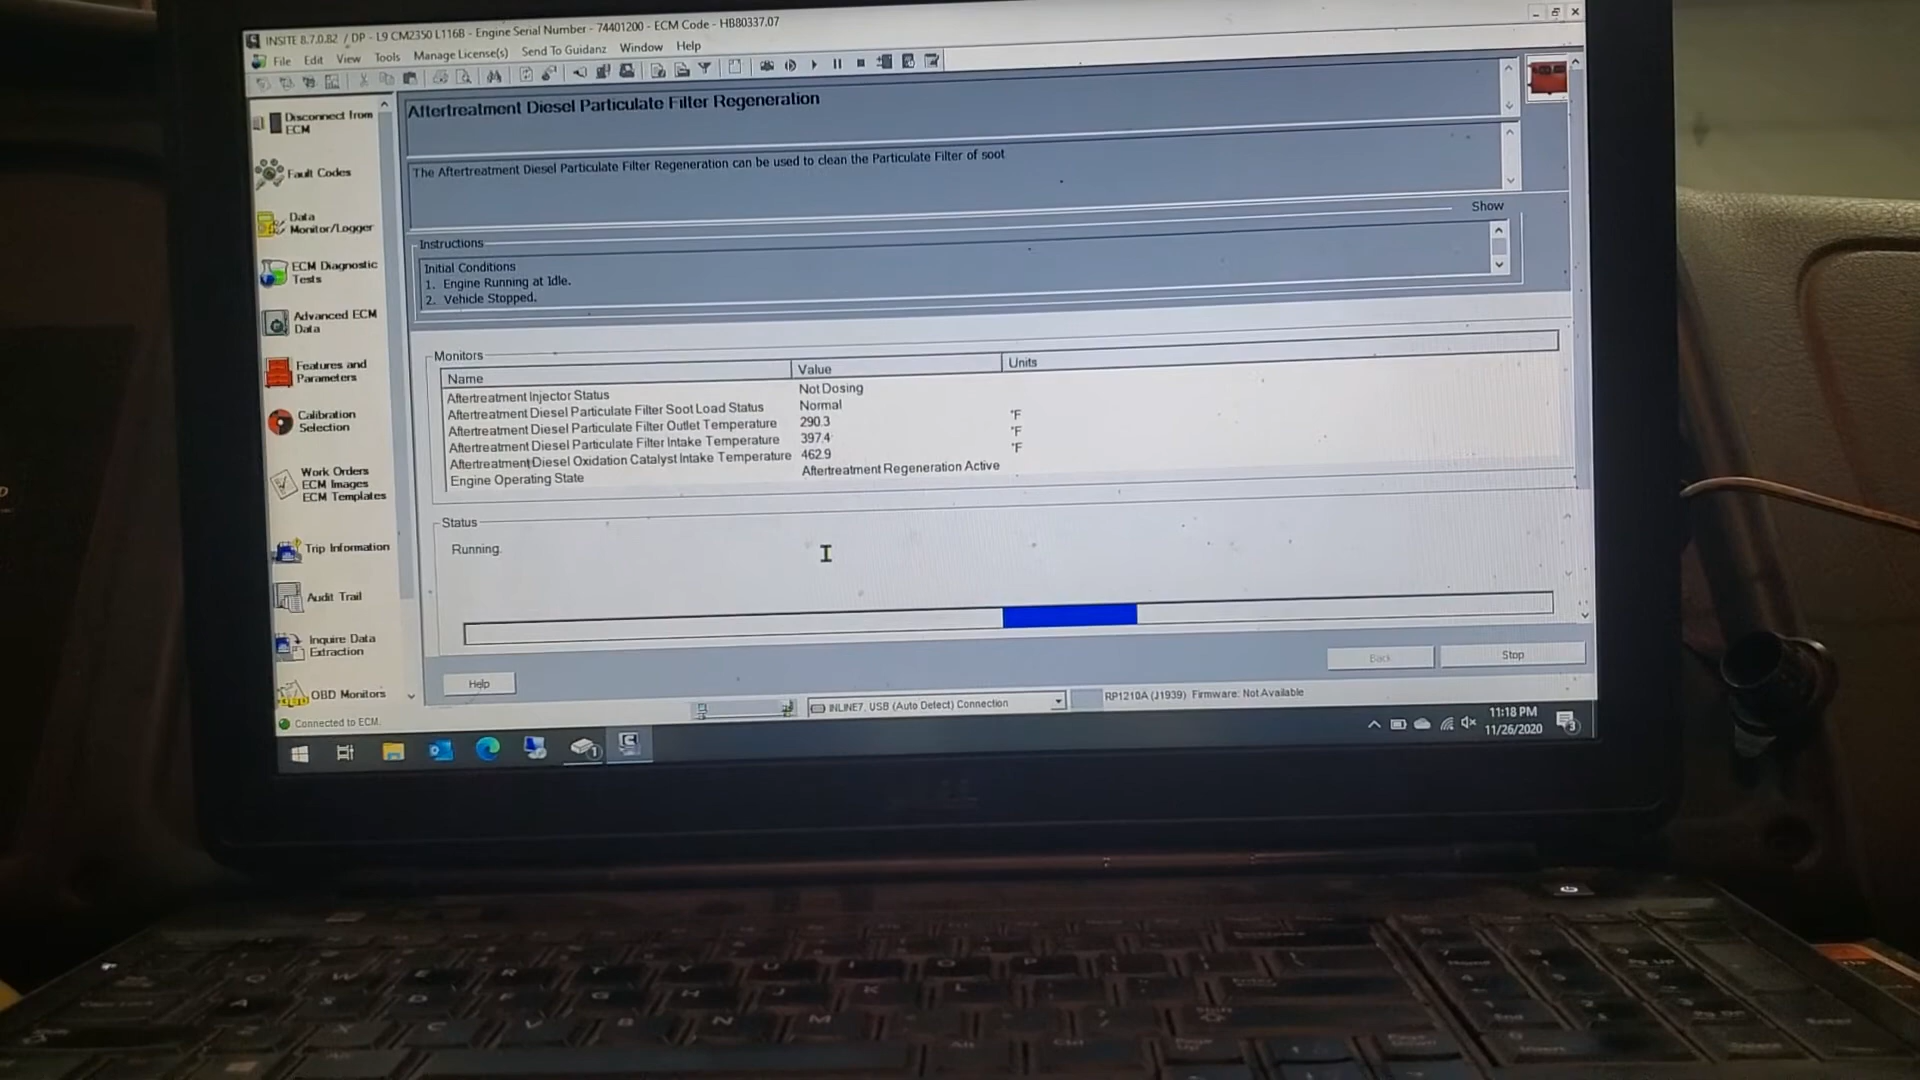 INSITE 8.7.0.82 / DP - L9 CM2350 L116B - Engine Serial Number - 74401200 - ECM Code - HB80337.07
File Edit View Tools Manage License(s) Send To Guidanz Window Help
Disconnect from
ECM
Fault Codes
Data
Monitor/Logger
ECM Diagnostic
Tests
Advanced ECM
Data
Features and
Parameters
Calibration
Selection
Work Orders
ECM Images
ECM Templates
Trip Information
Audit Trail
Inquire Data
Extraction
OBD Monitors
Aftertreatment Diesel Particulate Filter Regeneration
The Aftertreatment Diesel Particulate Filter Regeneration can be used to clean the Particulate Filter of soot
Show
Instructions
Initial Conditions
1. Engine Running at Idle.
2. Vehicle Stopped.
Monitors
Name Value Units
Aftertreatment Injector Status Not Dosing
Aftertreatment Diesel Particulate Filter Soot Load Status Normal
Aftertreatment Diesel Particulate Filter Outlet Temperature 290.3 °F
Aftertreatment Diesel Particulate Filter Intake Temperature 397.4 °F
Aftertreatment Diesel Oxidation Catalyst Intake Temperature 462.9 °F
Engine Operating State Aftertreatment Regeneration Active
Status
Running.
Back Stop
Help
Connected to ECM.
INLINE7, USB (Auto Detect) Connection
RP1210A (J1939) Firmware: Not Available
11:18 PM
11/26/2020
3